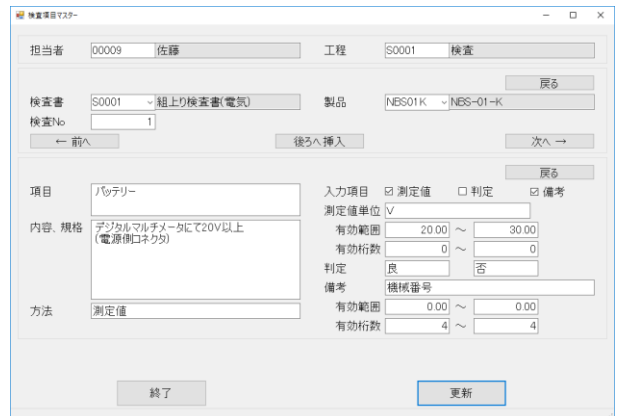 検査項目マスター
担当者 00009 佐藤 工程 S0001 検査
戻る
検査書 S0001 組上り検査書(電気) 製品 NBS01K NBS-01-K
検査No 1
← 前へ 後ろへ挿入 次へ →
戻る
項目 バッテリー 入力項目 測定値 判定 備考
測定値単位 V
内容、規格 デジタルマルチメータにて20V以上 有効範囲 20.00 ～ 30.00
(電源側コネクタ) 有効桁数 0 ～ 0
判定 良 否
備考 機械番号
方法 測定値 有効範囲 0.00 ～ 0.00
有効桁数 4 ～ 4
終了 更新